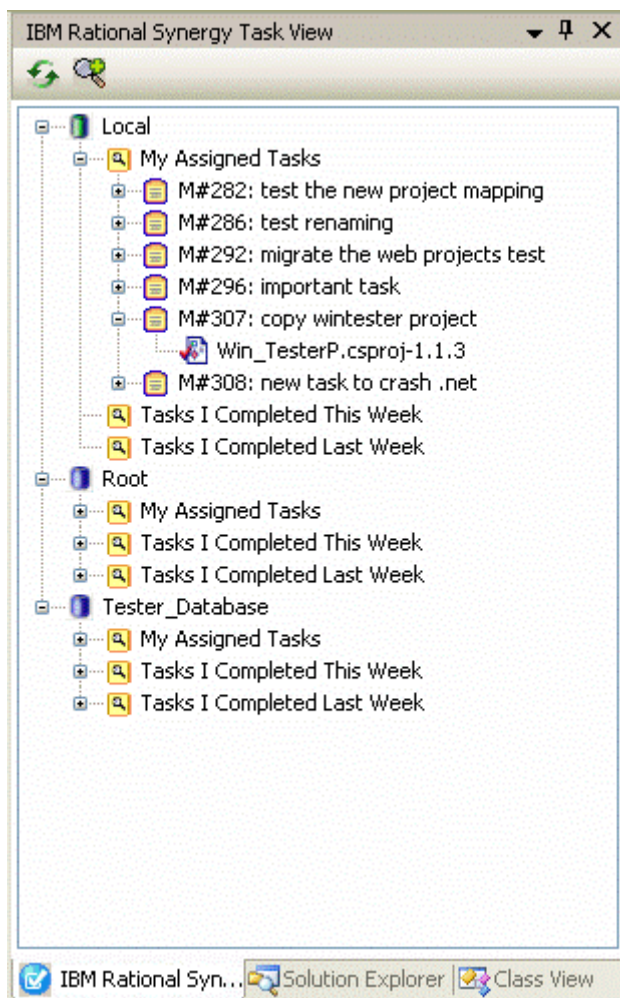 IBM Rational Synergy Task View
Local
My Assigned Tasks
M#282: test the new project mapping
M#286: test renaming
M#292: migrate the web projects test
M#296: important task
M#307: copy wintester project
Win_TesterP.csproj-1.1.3
M#308: new task to crash .net
Tasks I Completed This Week
Tasks I Completed Last Week
Root
My Assigned Tasks
Tasks I Completed This Week
Tasks I Completed Last Week
Tester_Database
My Assigned Tasks
Tasks I Completed This Week
Tasks I Completed Last Week
IBM Rational Syn... Solution Explorer Class View